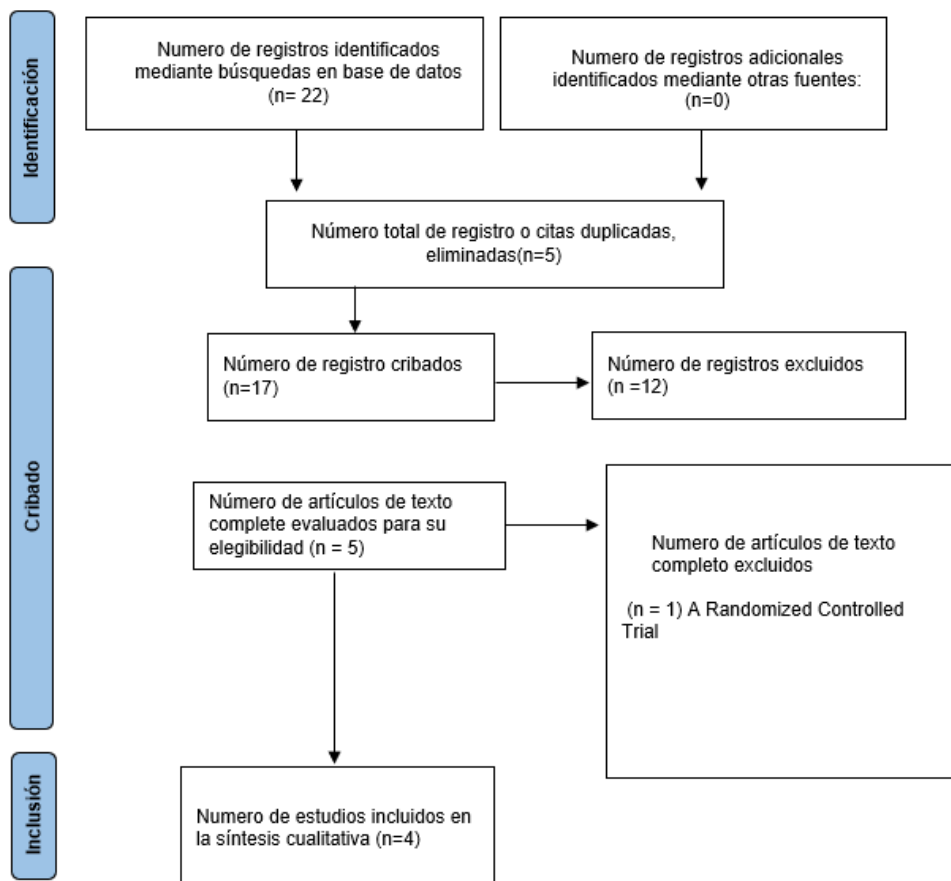 Identificación
Numero de registros identificados
mediante búsquedas en base de datos
(n= 22)
Número de registros adicionales
identificados mediante otras fuentes:
(n=0)
Número total de registro o citas duplicadas,
eliminadas(n=5)
Cribado
Número de registro cribados
(n=17)
Número de registros excluidos
(n =12)
Número de artículos de texto
complete evaluados para su
elegibilidad (n = 5)
Numero de artículos de texto
completo excluidos
(n = 1) A Randomized Controlled
Trial
Inclusión
Numero de estudios incluidos en
la síntesis cualitativa (n=4)